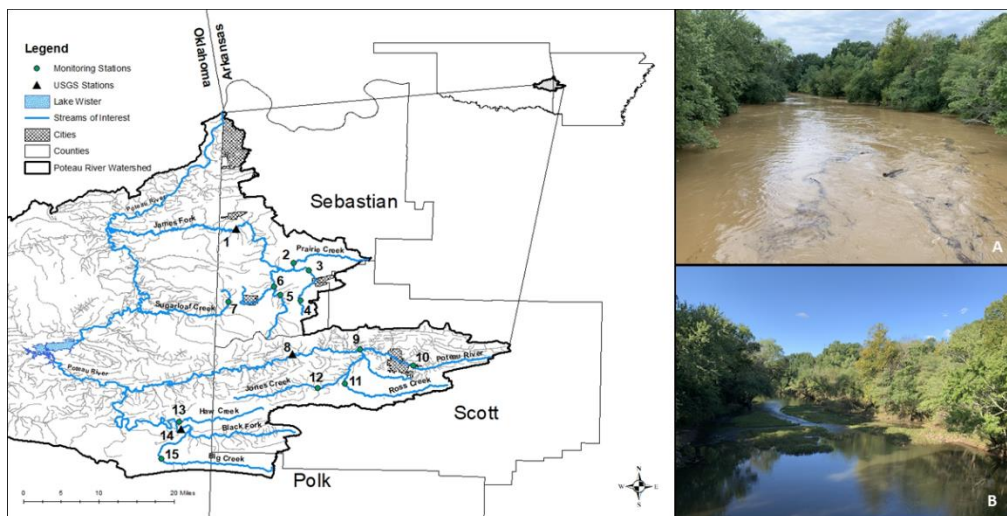 Legend
Monitoring Stations
USGS Stations
Lake Wister
Streams of Interest
Cities
Counties
Poteau River Watershed
Oklahoma
Arkansas
Sebastian
Poteau River
James Fork
1
Prairie Creek
2
3
6
5
4
7
Sugarloaf Creek
8
9
10
Poteau River
Poteau River
Jones Creek
12
11
Ross Creek
Scott
13
Haw Creek
14
Black Fork
15
Big Creek
Polk
0 5 10 20 Miles
N
W E
S
A
B